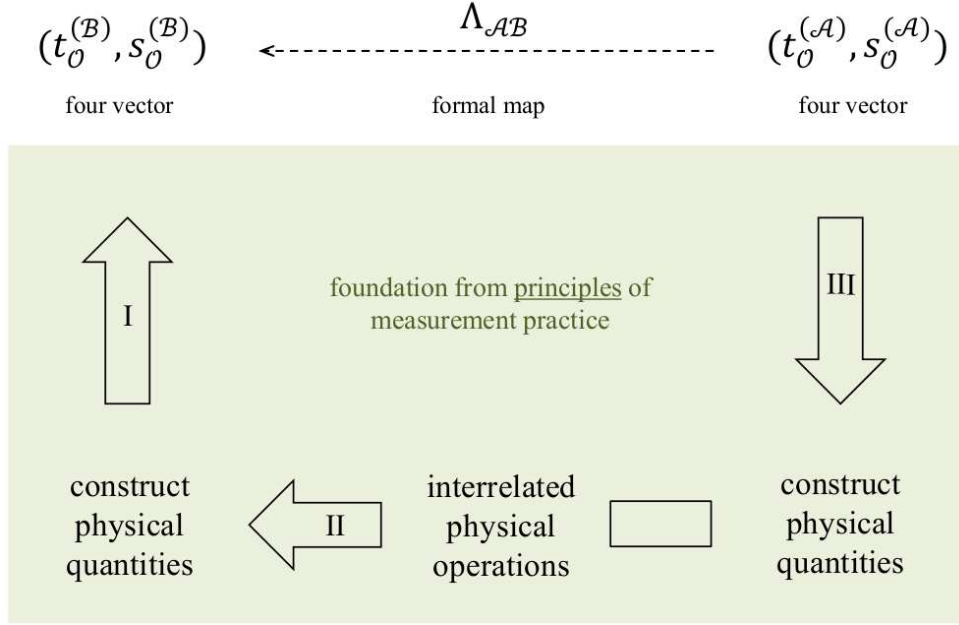 Λ_𝒜ℬ
(t_𝒪^(ℬ), s_𝒪^(ℬ)) (t_𝒪^(𝒜), s_𝒪^(𝒜))
four vector formal map four vector
I
foundation from principles of
measurement practice
III
construct
physical
quantities
II
interrelated
physical
operations
construct
physical
quantities